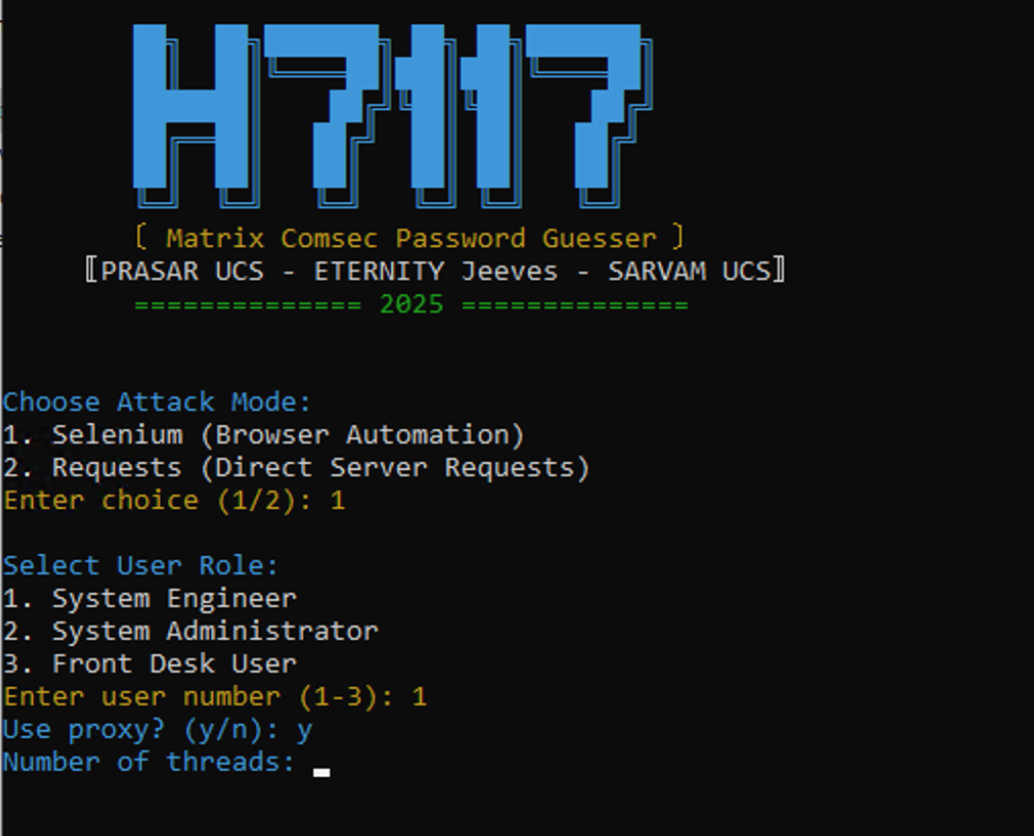 H7117
[ Matrix Comsec Password Guesser ]
⟦PRASAR UCS - ETERNITY Jeeves - SARVAM UCS⟧
============== 2025 ==============
Choose Attack Mode:
1. Selenium (Browser Automation)
2. Requests (Direct Server Requests)
Enter choice (1/2): 1
Select User Role:
1. System Engineer
2. System Administrator
3. Front Desk User
Enter user number (1-3): 1
Use proxy? (y/n): y
Number of threads: